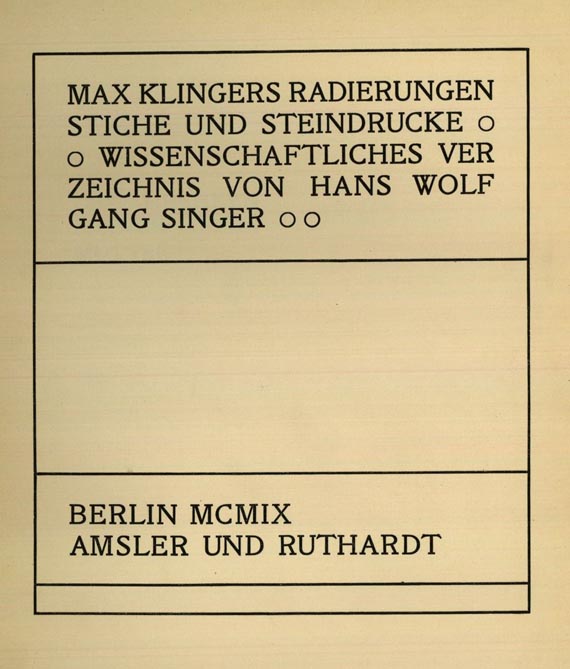 MAX KLINGERS RADIERUNGEN
STICHE UND STEINDRUCKE ○
○ WISSENSCHAFTLICHES VER
ZEICHNIS VON HANS WOLF
GANG SINGER ○ ○
BERLIN MCMIX
AMSLER UND RUTHARDT